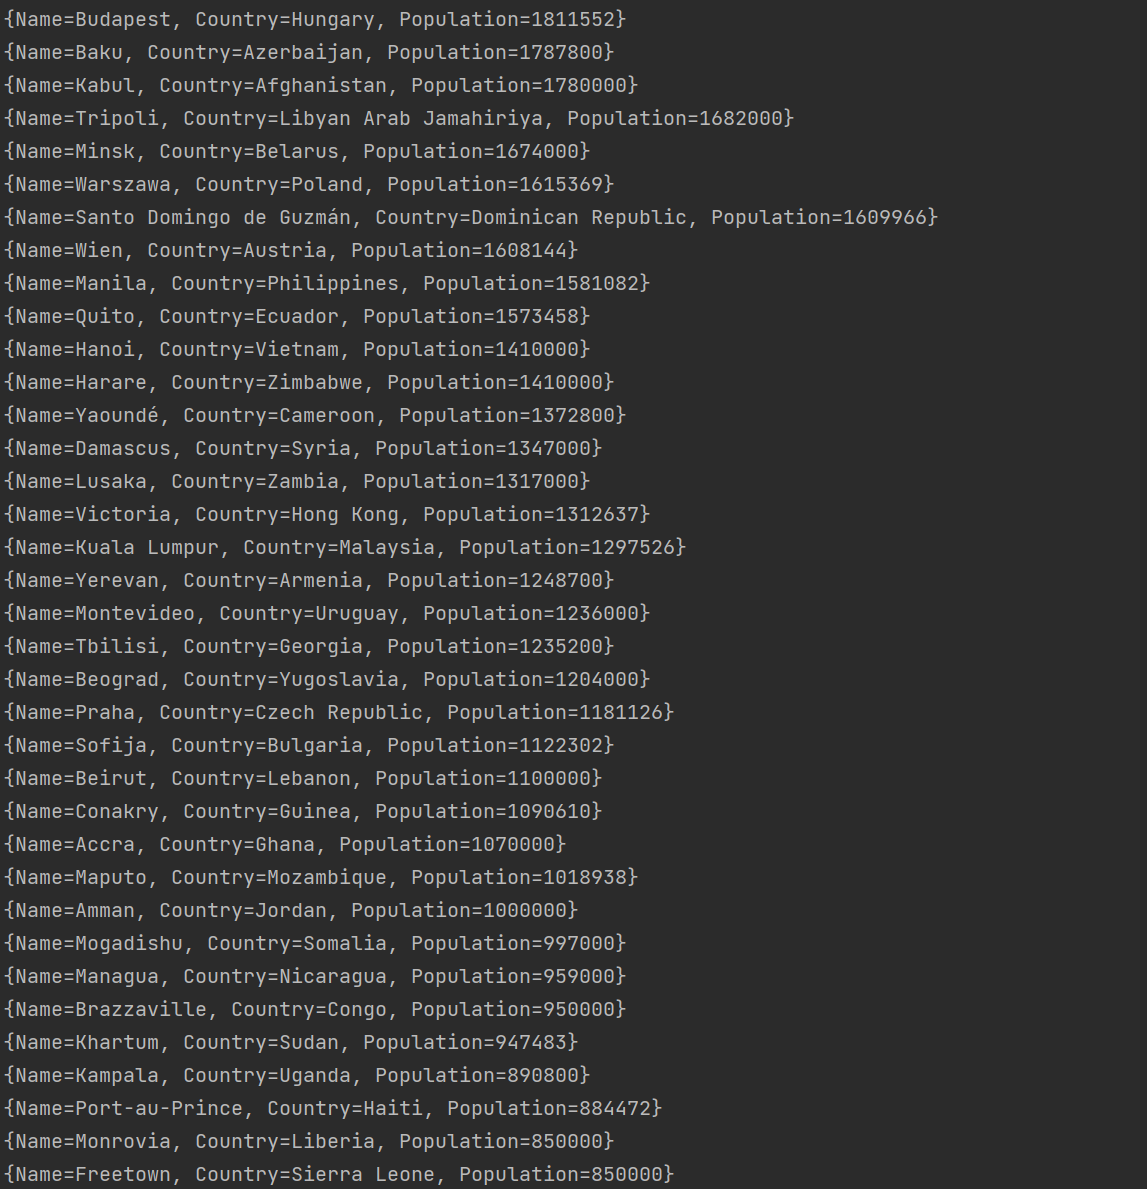 {Name=Budapest, Country=Hungary, Population=1811552}
{Name=Baku, Country=Azerbaijan, Population=1787800}
{Name=Kabul, Country=Afghanistan, Population=1780000}
{Name=Tripoli, Country=Libyan Arab Jamahiriya, Population=1682000}
{Name=Minsk, Country=Belarus, Population=1674000}
{Name=Warszawa, Country=Poland, Population=1615369}
{Name=Santo Domingo de Guzmán, Country=Dominican Republic, Population=1609966}
{Name=Wien, Country=Austria, Population=1608144}
{Name=Manila, Country=Philippines, Population=1581082}
{Name=Quito, Country=Ecuador, Population=1573458}
{Name=Hanoi, Country=Vietnam, Population=1410000}
{Name=Harare, Country=Zimbabwe, Population=1410000}
{Name=Yaoundé, Country=Cameroon, Population=1372800}
{Name=Damascus, Country=Syria, Population=1347000}
{Name=Lusaka, Country=Zambia, Population=1317000}
{Name=Victoria, Country=Hong Kong, Population=1312637}
{Name=Kuala Lumpur, Country=Malaysia, Population=1297526}
{Name=Yerevan, Country=Armenia, Population=1248700}
{Name=Montevideo, Country=Uruguay, Population=1236000}
{Name=Tbilisi, Country=Georgia, Population=1235200}
{Name=Beograd, Country=Yugoslavia, Population=1204000}
{Name=Praha, Country=Czech Republic, Population=1181126}
{Name=Sofija, Country=Bulgaria, Population=1122302}
{Name=Beirut, Country=Lebanon, Population=1100000}
{Name=Conakry, Country=Guinea, Population=1090610}
{Name=Accra, Country=Ghana, Population=1070000}
{Name=Maputo, Country=Mozambique, Population=1018938}
{Name=Amman, Country=Jordan, Population=1000000}
{Name=Mogadishu, Country=Somalia, Population=997000}
{Name=Managua, Country=Nicaragua, Population=959000}
{Name=Brazzaville, Country=Congo, Population=950000}
{Name=Khartum, Country=Sudan, Population=947483}
{Name=Kampala, Country=Uganda, Population=890800}
{Name=Port-au-Prince, Country=Haiti, Population=884472}
{Name=Monrovia, Country=Liberia, Population=850000}
{Name=Freetown, Country=Sierra Leone, Population=850000}